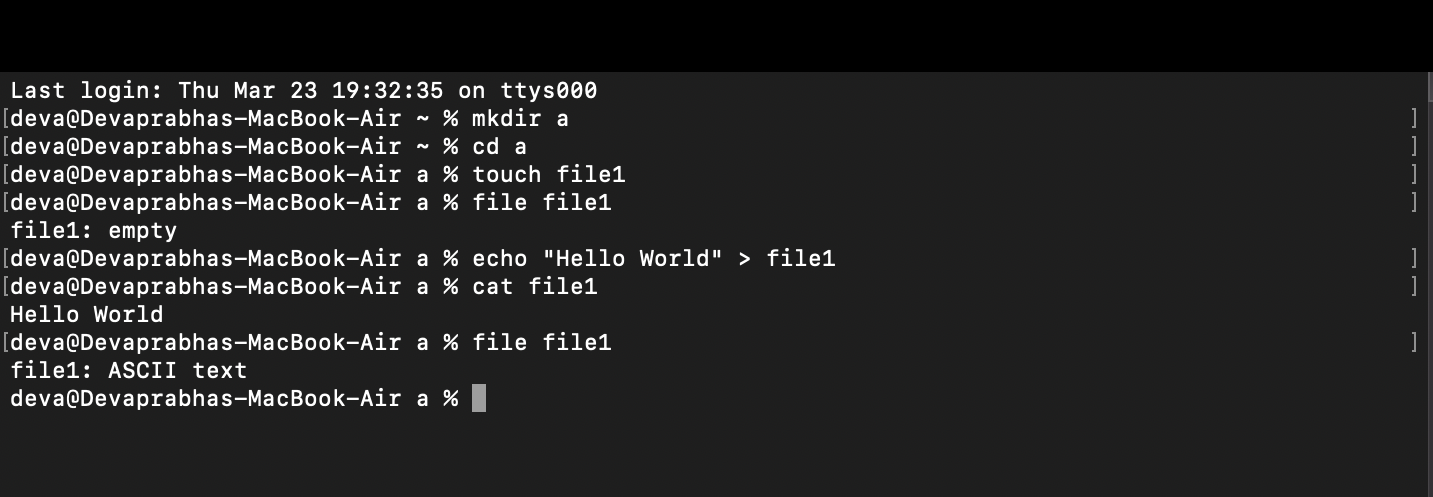 Last login: Thu Mar 23 19:32:35 on ttys000
[deva@Devaprabhas-MacBook-Air ~ % mkdir a ]
[deva@Devaprabhas-MacBook-Air ~ % cd a ]
[deva@Devaprabhas-MacBook-Air a % touch file1 ]
[deva@Devaprabhas-MacBook-Air a % file file1 ]
file1: empty
[deva@Devaprabhas-MacBook-Air a % echo "Hello World" > file1 ]
[deva@Devaprabhas-MacBook-Air a % cat file1 ]
Hello World
[deva@Devaprabhas-MacBook-Air a % file file1 ]
file1: ASCII text
deva@Devaprabhas-MacBook-Air a %